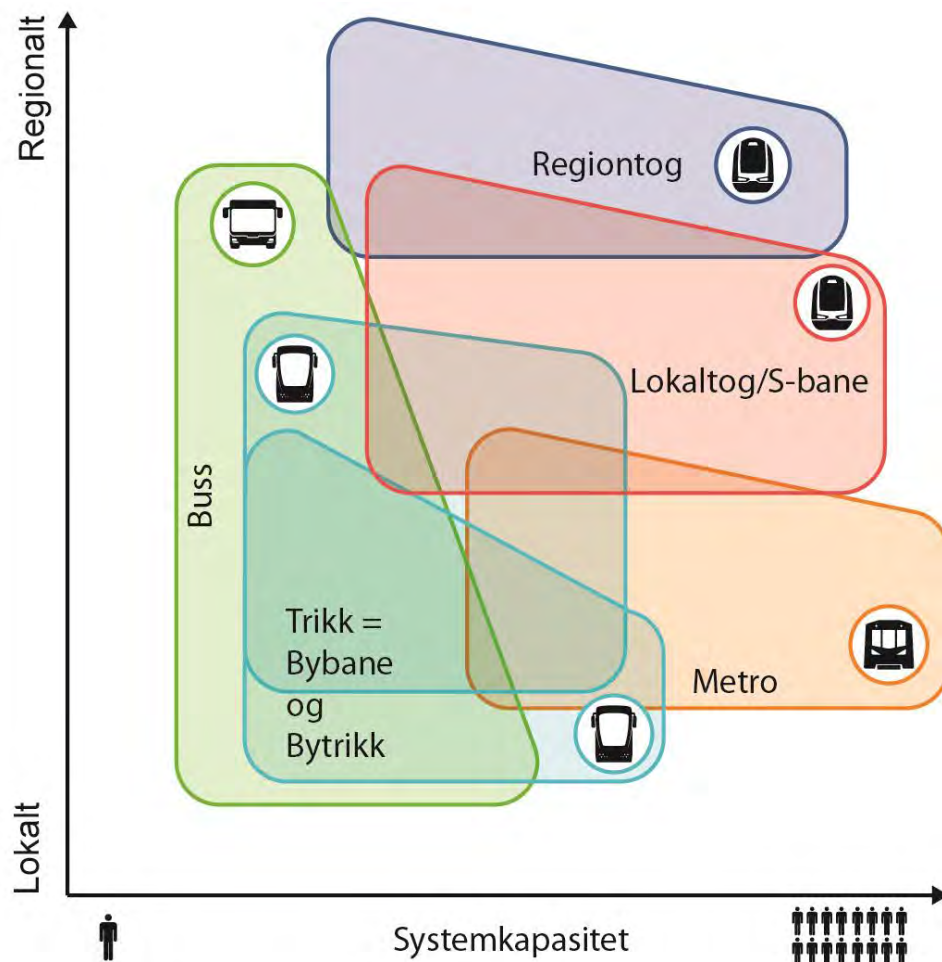 Regionalt
Regiontog
Lokaltog/S-bane
Buss
Trikk =
Bybane
og
Bytrikk
Metro
Lokalt
Systemkapasitet